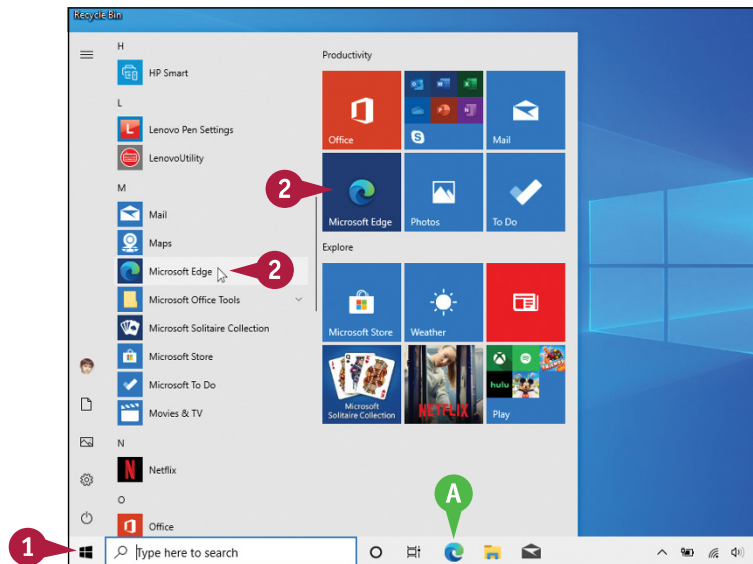 Recycle Bin
H
HP Smart
L
L
Lenovo Pen Settings
LenovoUtility
M
Mail
Maps
Microsoft Edge
2
Microsoft Office Tools
Microsoft Solitaire Collection
Microsoft Store
Microsoft To Do
Movies & TV
N
N
Netflix
O
Office
Productivity
Office
S
Mail
2
Microsoft Edge
Photos
To Do
Explore
Microsoft Store
Weather
Microsoft
Solitaire Collection
NETFLIX
hulu
Play
A
1
Type here to search